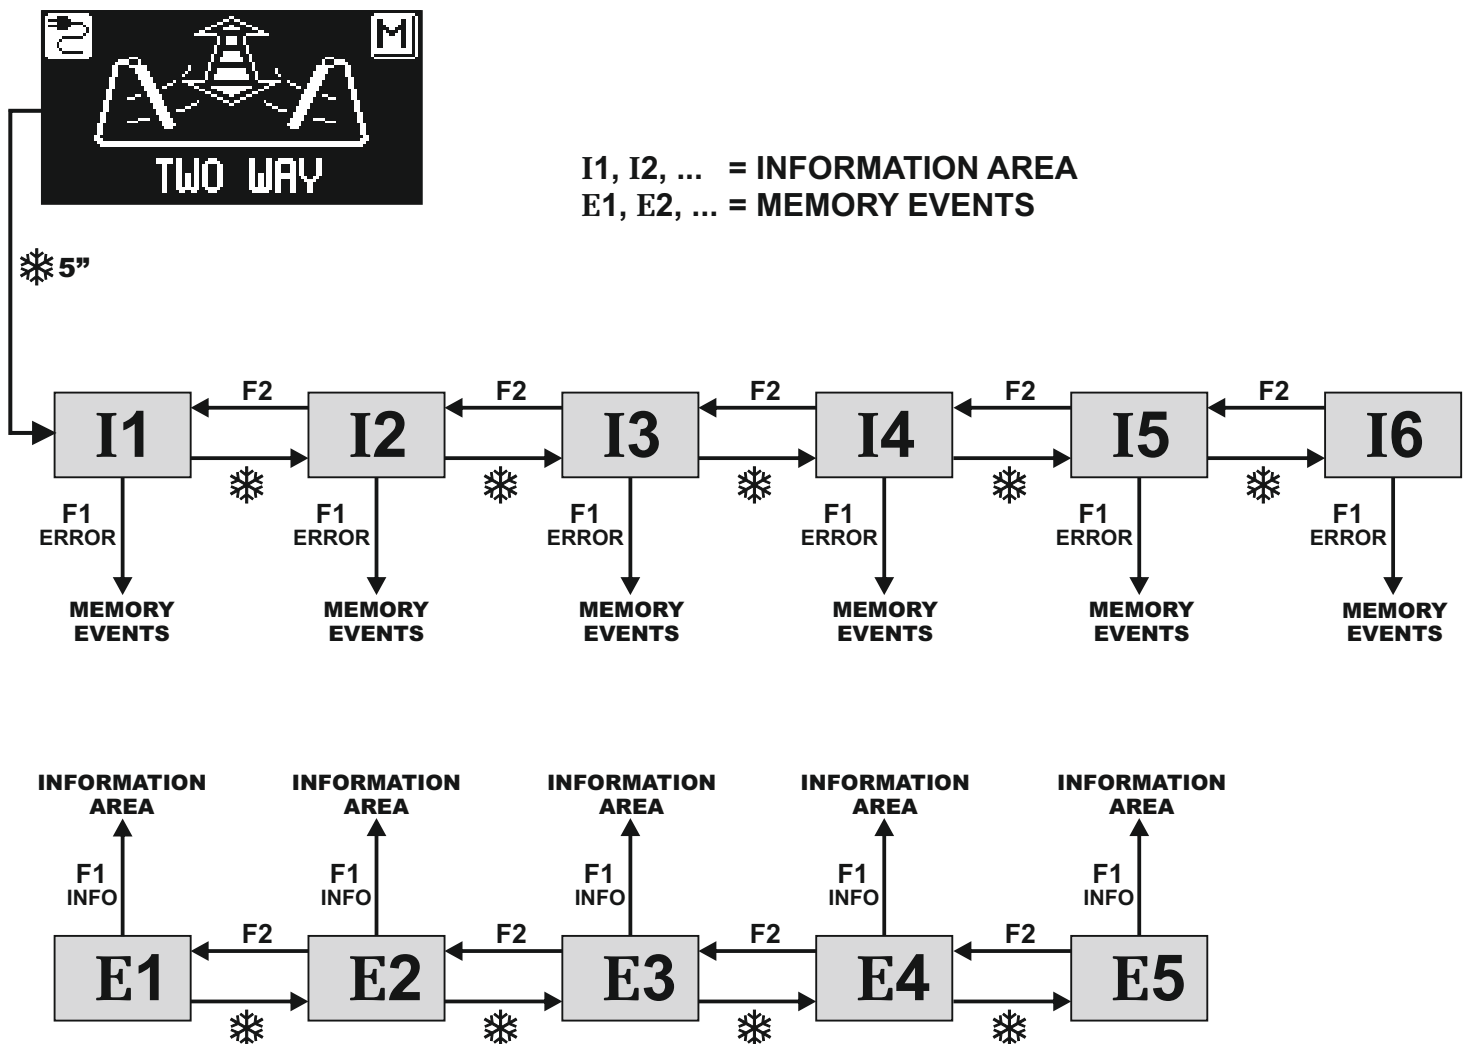 M
TWO WAY
I1, I2, ... = INFORMATION AREA
E1, E2, ... = MEMORY EVENTS
5”
F2 F2 F2 F2 F2
I1 I2 I3 I4 I5 I6
F1 F1 F1 F1 F1 F1
ERROR ERROR ERROR ERROR ERROR ERROR
MEMORY MEMORY MEMORY MEMORY MEMORY MEMORY
EVENTS EVENTS EVENTS EVENTS EVENTS EVENTS
INFORMATION INFORMATION INFORMATION INFORMATION INFORMATION
AREA AREA AREA AREA AREA
F1 F1 F1 F1 F1
INFO INFO INFO INFO INFO
F2 F2 F2 F2
E1 E2 E3 E4 E5